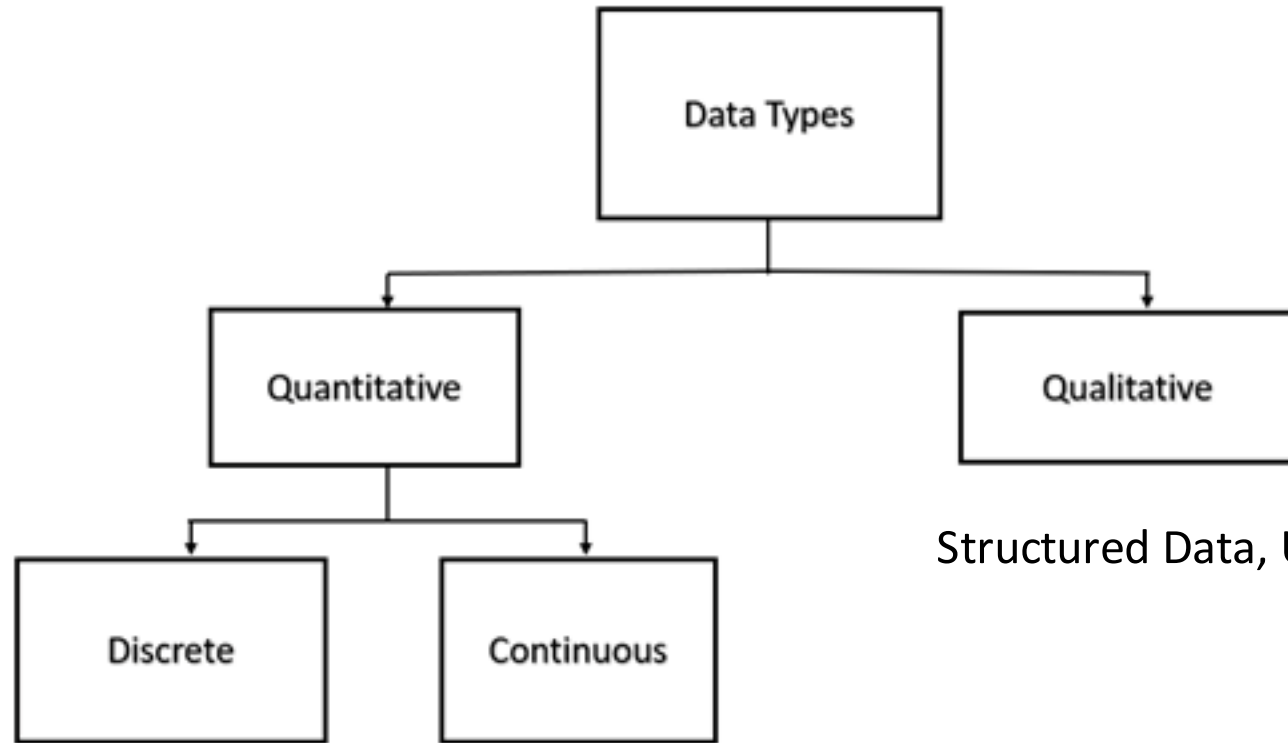 Data Types
Quantitative
Qualitative
Structured Data,
Discrete
Continuous